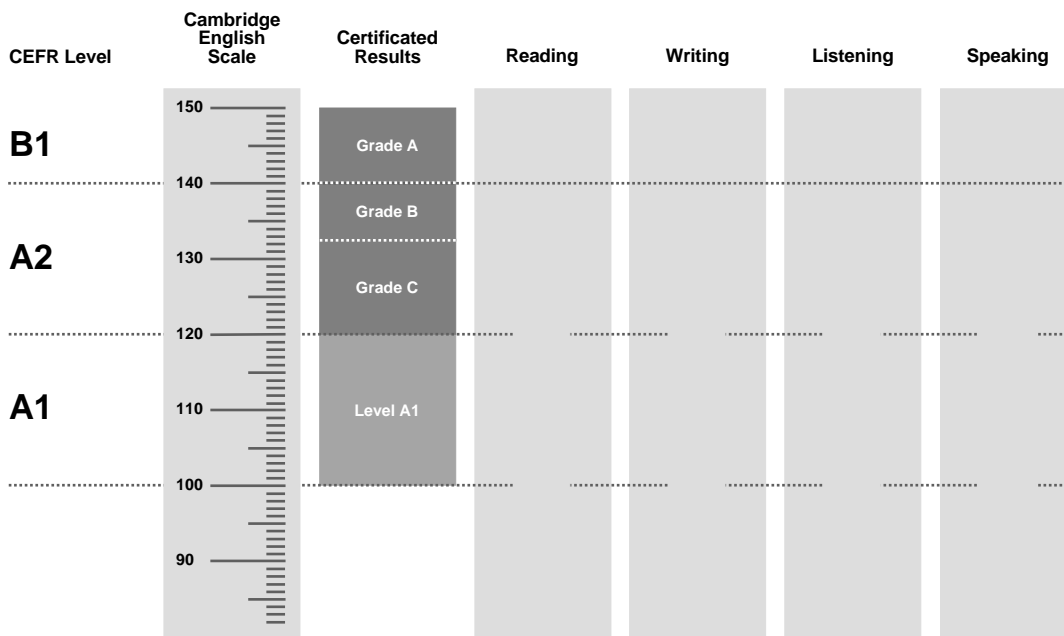 CEFR Level
Cambridge
English
Scale
Certificated
Results
Reading
Writing
Listening
Speaking
150
B1
Grade A
140
Grade B
A2
130
Grade C
120
A1
110
Level A1
100
90